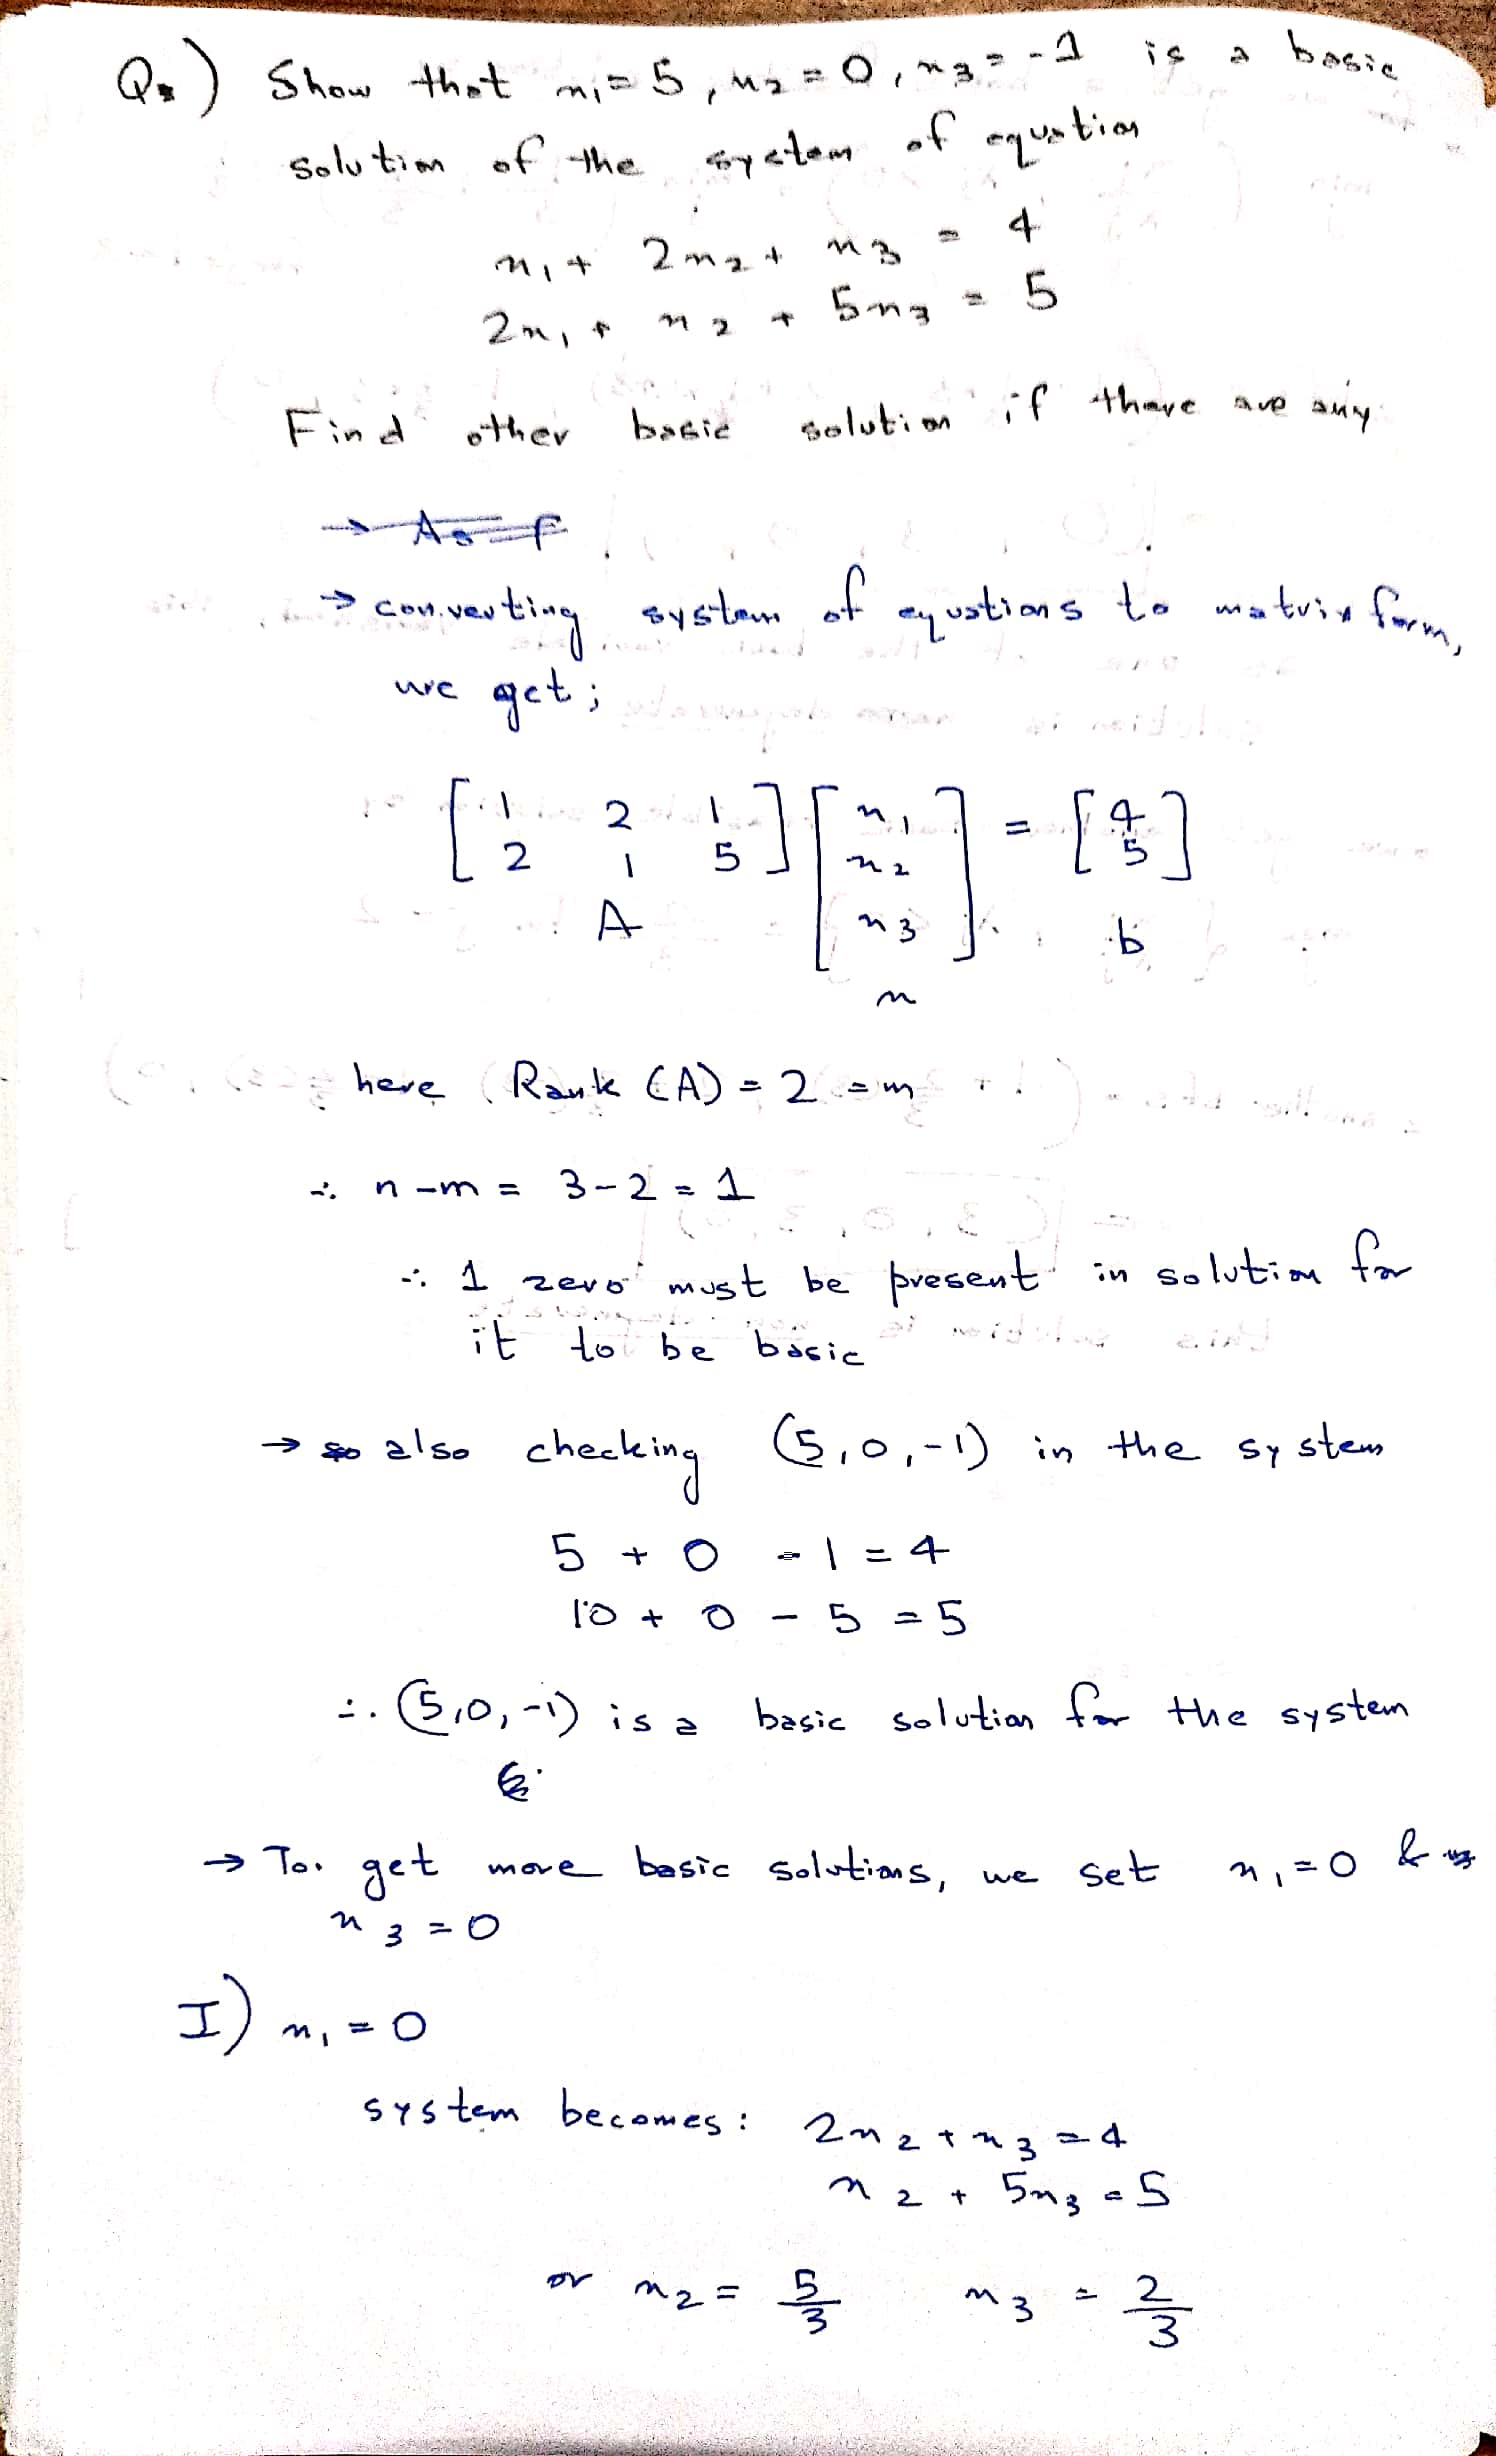 Q.) Show that x₁ = 5, x₂ = 0, x₃ = -1 is a basic
solution of the system of equation
x₁ + 2x₂ + x₃ = 4
2x₁ + x₂ + 5x₃ = 5
Find other basic solution if there are any
→ converting system of equations to matrix form,
we get;
[1 2 1] [x₁] = [4]
[2 1 5] [x₂] [5]
A [x₃] b
x
here Rank (A) = 2 = m
∴ n - m = 3 - 2 = 1
∴ 1 zero must be present in solution for
it to be basic
→ so also checking (5, 0, -1) in the system
5 + 0 - 1 = 4
10 + 0 - 5 = 5
∴ (5, 0, -1) is a basic solution for the system
→ To get more basic solutions, we set x₁ = 0 &
x₃ = 0
I) x₁ = 0
system becomes: 2x₂ + x₃ = 4
x₂ + 5x₃ = 5
or x₂ = 5/3 x₃ = 2/3